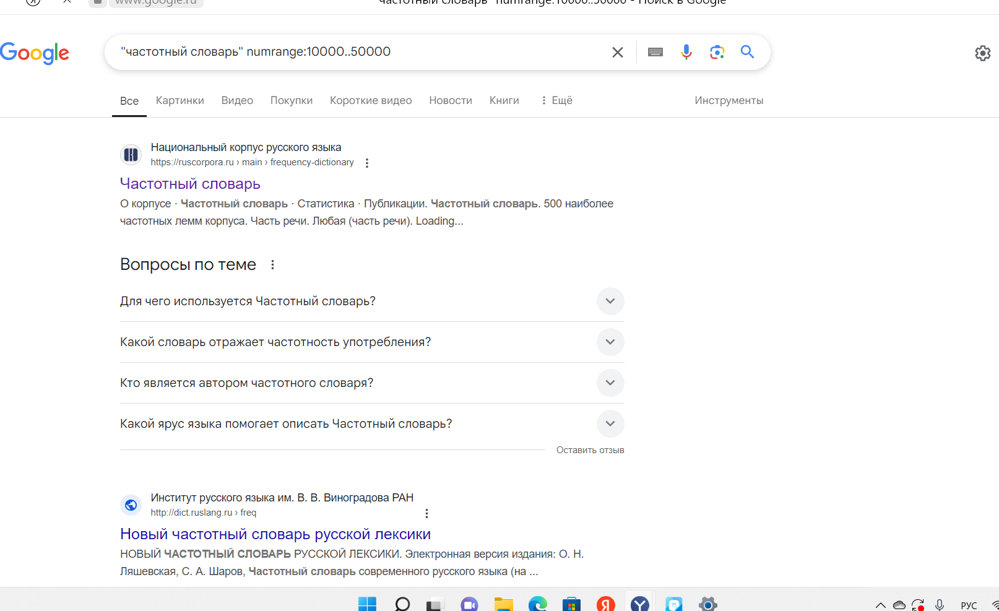 www.google.ru
частотный словарь" numrange:10000..50000 - Поиск в Google
Google
"частотный словарь" numrange:10000..50000
Все Картинки Видео Покупки Короткие видео Новости Книги Ещё Инструменты
Национальный корпус русского языка
https://ruscorpora.ru › main › frequency-dictionary
Частотный словарь
О корпусе · Частотный словарь · Статистика · Публикации. Частотный словарь. 500 наиболее
частотных лемм корпуса. Часть речи. Любая (часть речи). Loading...
Вопросы по теме
Для чего используется Частотный словарь?
Какой словарь отражает частотность употребления?
Кто является автором частотного словаря?
Какой ярус языка помогает описать Частотный словарь?
Оставить отзыв
Институт русского языка им. В. В. Виноградова РАН
http://dict.ruslang.ru › freq
Новый частотный словарь русской лексики
НОВЫЙ ЧАСТОТНЫЙ СЛОВАРЬ РУССКОЙ ЛЕКСИКИ. Электронная версия издания: О. Н.
Ляшевская, С. А. Шаров, Частотный словарь современного русского языка (на ...
РУС